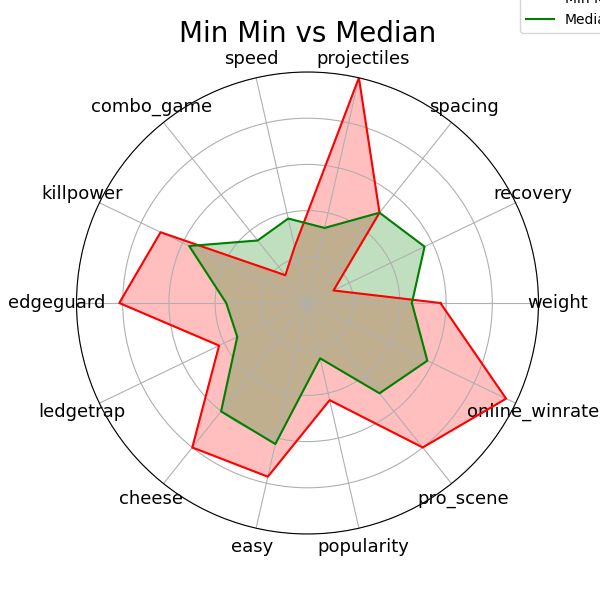 Min Min vs Median
speed
projectiles
combo_game
spacing
killpower
recovery
edgeguard
weight
ledgetrap
online_winrate
cheese
pro_scene
easy
popularity